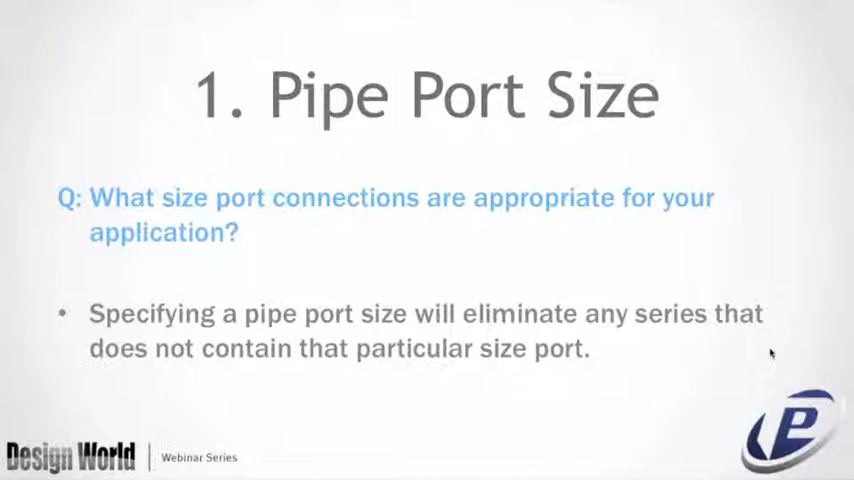 1. Pipe Port Size
Q: What size port connections are appropriate for your
application?
• Specifying a pipe port size will eliminate any series that
does not contain that particular size port.
Design World | Webinar Series
P